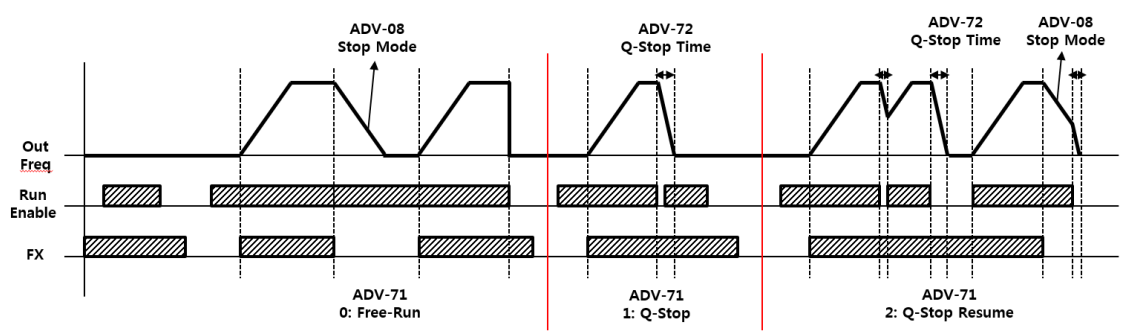 ADV-08
Stop Mode
ADV-72
Q-Stop Time
ADV-72
Q-Stop Time
ADV-08
Stop Mode
Out
Freq
Run
Enable
FX
ADV-71
0: Free-Run
ADV-71
1: Q-Stop
ADV-71
2: Q-Stop Resume